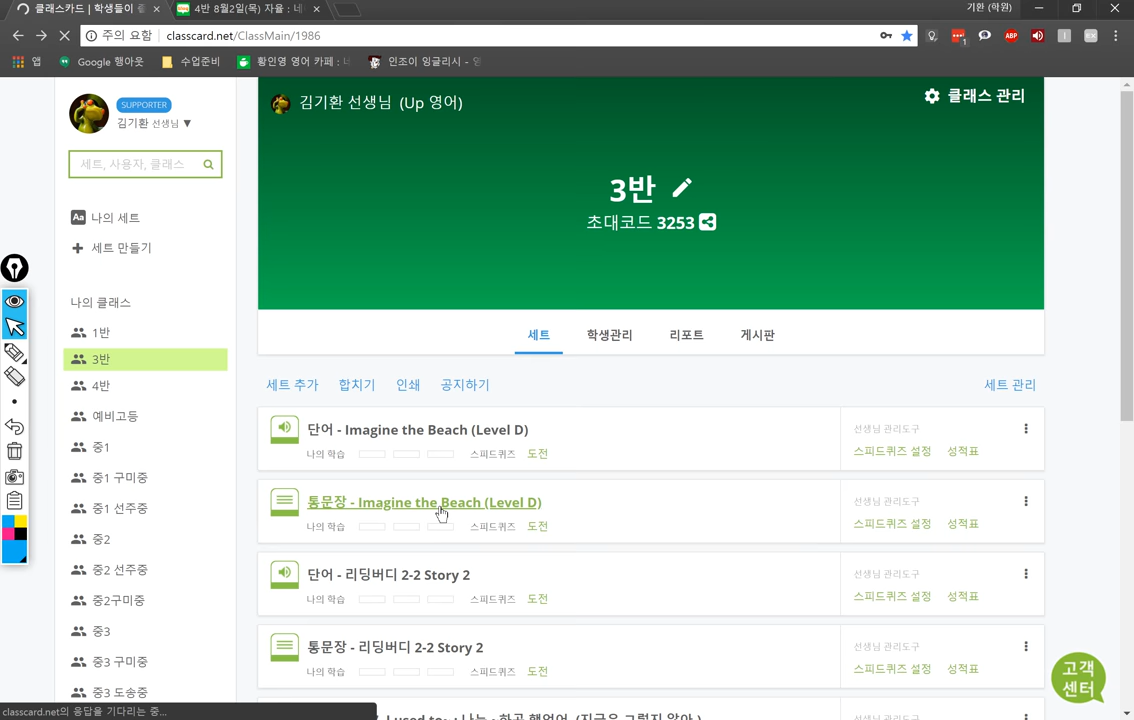 클래스카드 | 학생들이
4반 8월2일(목) 자율 : 네
기환 (학원)
주의 요함
classcard.net/ClassMain/1986
ABP
1
앱
Google 행아웃
수업준비
황인영 영어 카페 : 네
인조이 잉글리시 - 영
SUPPORTER
김기환 선생님 ▼
세트, 사용자, 클래스
Aa 나의 세트
+ 세트 만들기
나의 클래스
1반
3반
4반
예비고등
중1
중1 구미중
중1 선주중
중2
중2 선주중
중2구미중
중3
중3 구미중
중3 도송중
김기환 선생님 (Up 영어)
클래스 관리
3반
초대코드 3253
세트
학생관리
리포트
게시판
세트 추가
합치기
인쇄
공지하기
세트 관리
단어 - Imagine the Beach (Level D)
나의 학습
스피드퀴즈 도전
선생님 관리도구
스피드퀴즈 설정 성적표
통문장 - Imagine the Beach (Level D)
나의 학습
스피드퀴즈 도전
선생님 관리도구
스피드퀴즈 설정 성적표
단어 - 리딩버디 2-2 Story 2
나의 학습
스피드퀴즈 도전
선생님 관리도구
스피드퀴즈 설정 성적표
통문장 - 리딩버디 2-2 Story 2
나의 학습
스피드퀴즈 도전
선생님 관리도구
스피드퀴즈 설정 성적표
고객
센터
classcard.net의 응답을 기다리는 중...